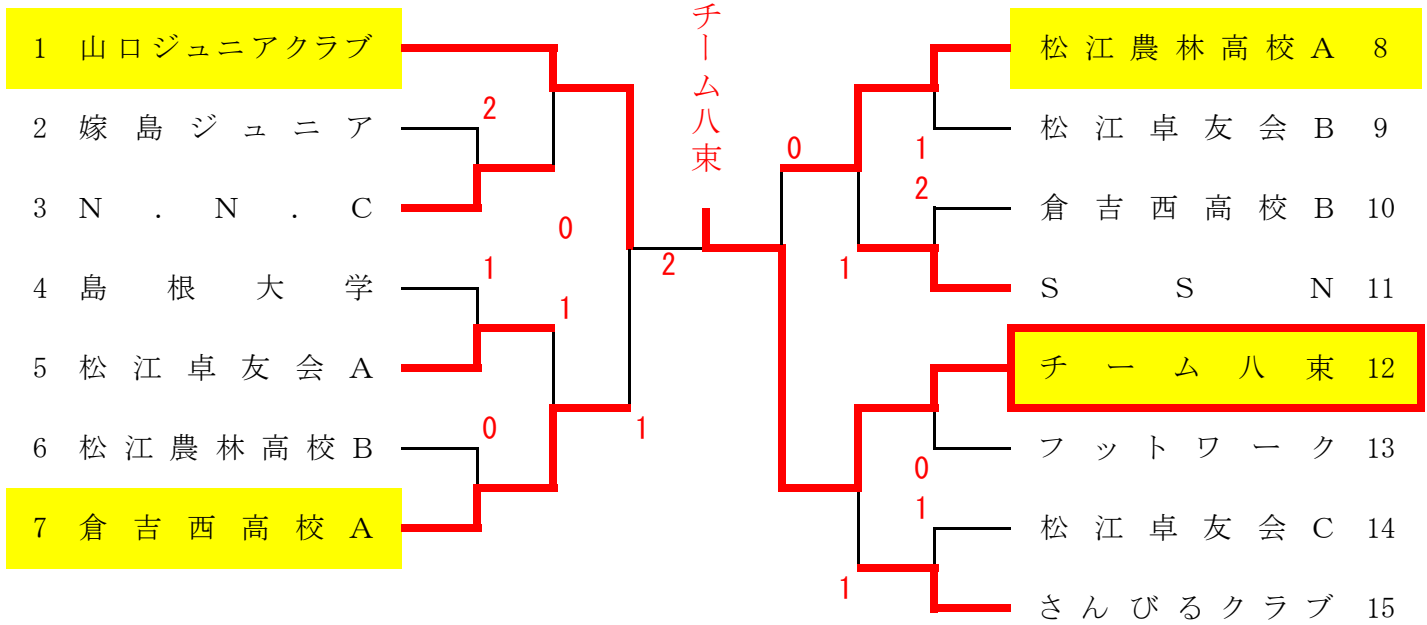 チーム八束
1 山口ジュニアクラブ
2 嫁島ジュニア
3 N．N．C
4 島根大学
5 松江卓友会A
6 松江農林高校B
7 倉吉西高校A
2
0
1
1
0
1
2
0
1
2
1
0
1
1
松江農林高校A 8
松江卓友会B 9
倉吉西高校B 10
SSN 11
チーム八束 12
フットワーク 13
松江卓友会C 14
さんびるクラブ 15